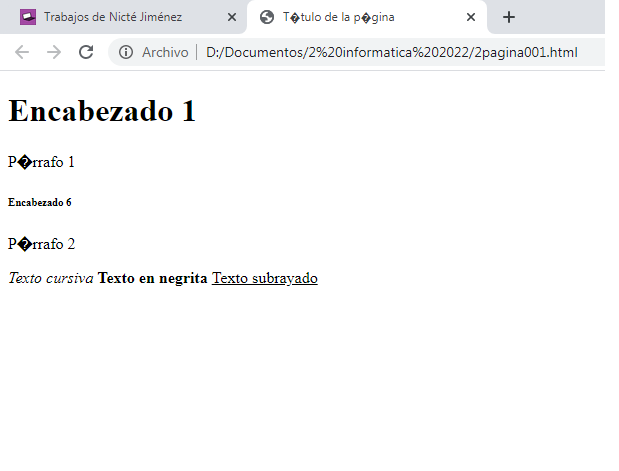 Trabajos de Nicté Jiménez
T�tulo de la p�gina
Archivo
D:/Documentos/2%20informatica%202022/2pagina001.html
Encabezado 1
P�rrafo 1
Encabezado 6
P�rrafo 2
Texto cursiva Texto en negrita Texto subrayado